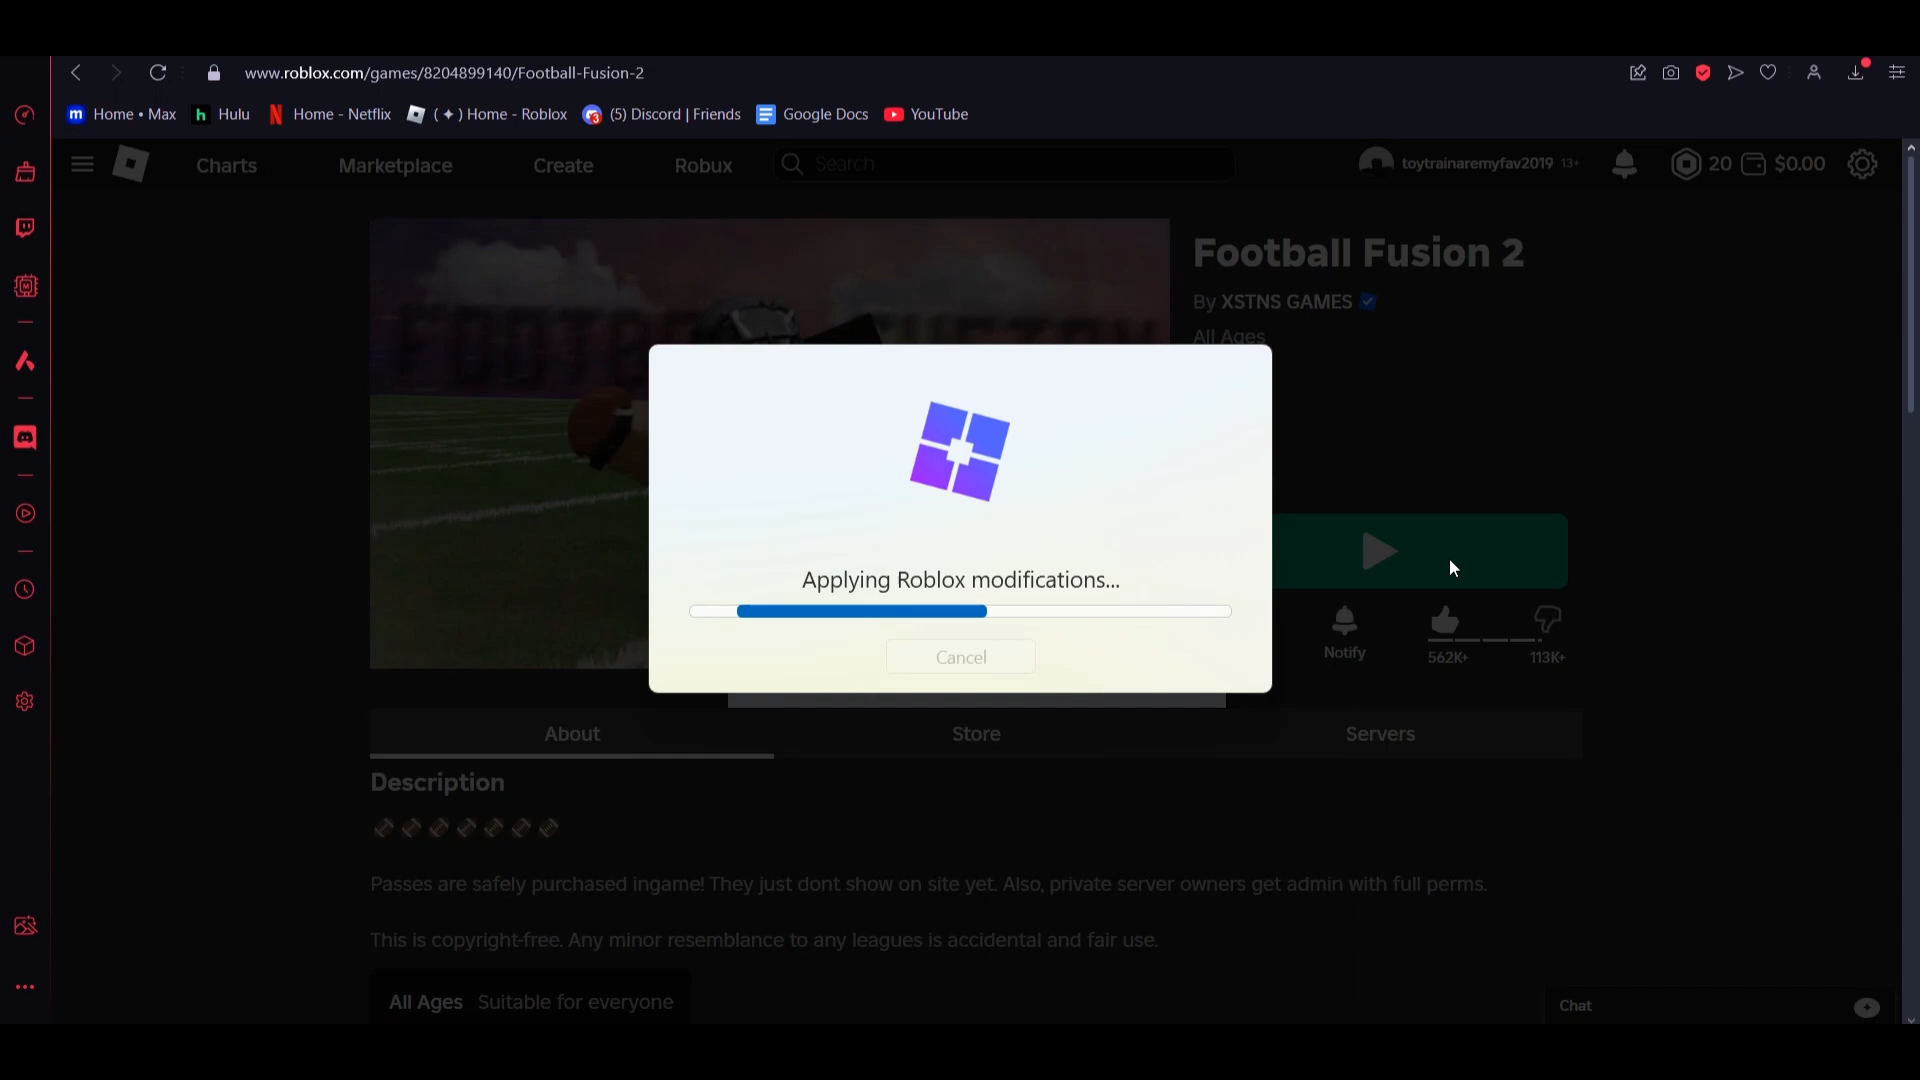 www.roblox.com/games/8204899140/Football-Fusion-2
m Home • Max h Hulu N Home - Netflix ( ✦ ) Home - Roblox 3 (5) Discord | Friends Google Docs YouTube
Charts Marketplace Create Robux Search toytrainaremyfav2019 13+ 20 $0.00
Football Fusion 2
By XSTNS GAMES
All Ages
Applying Roblox modifications...
Cancel
Notify 562K+ 113K+
About Store Servers
Description
🏈🏈🏈🏈🏈🏈🏈
Passes are safely purchased ingame! They just dont show on site yet. Also, private server owners get admin with full perms.
This is copyright-free. Any minor resemblance to any leagues is accidental and fair use.
All Ages Suitable for everyone
Chat